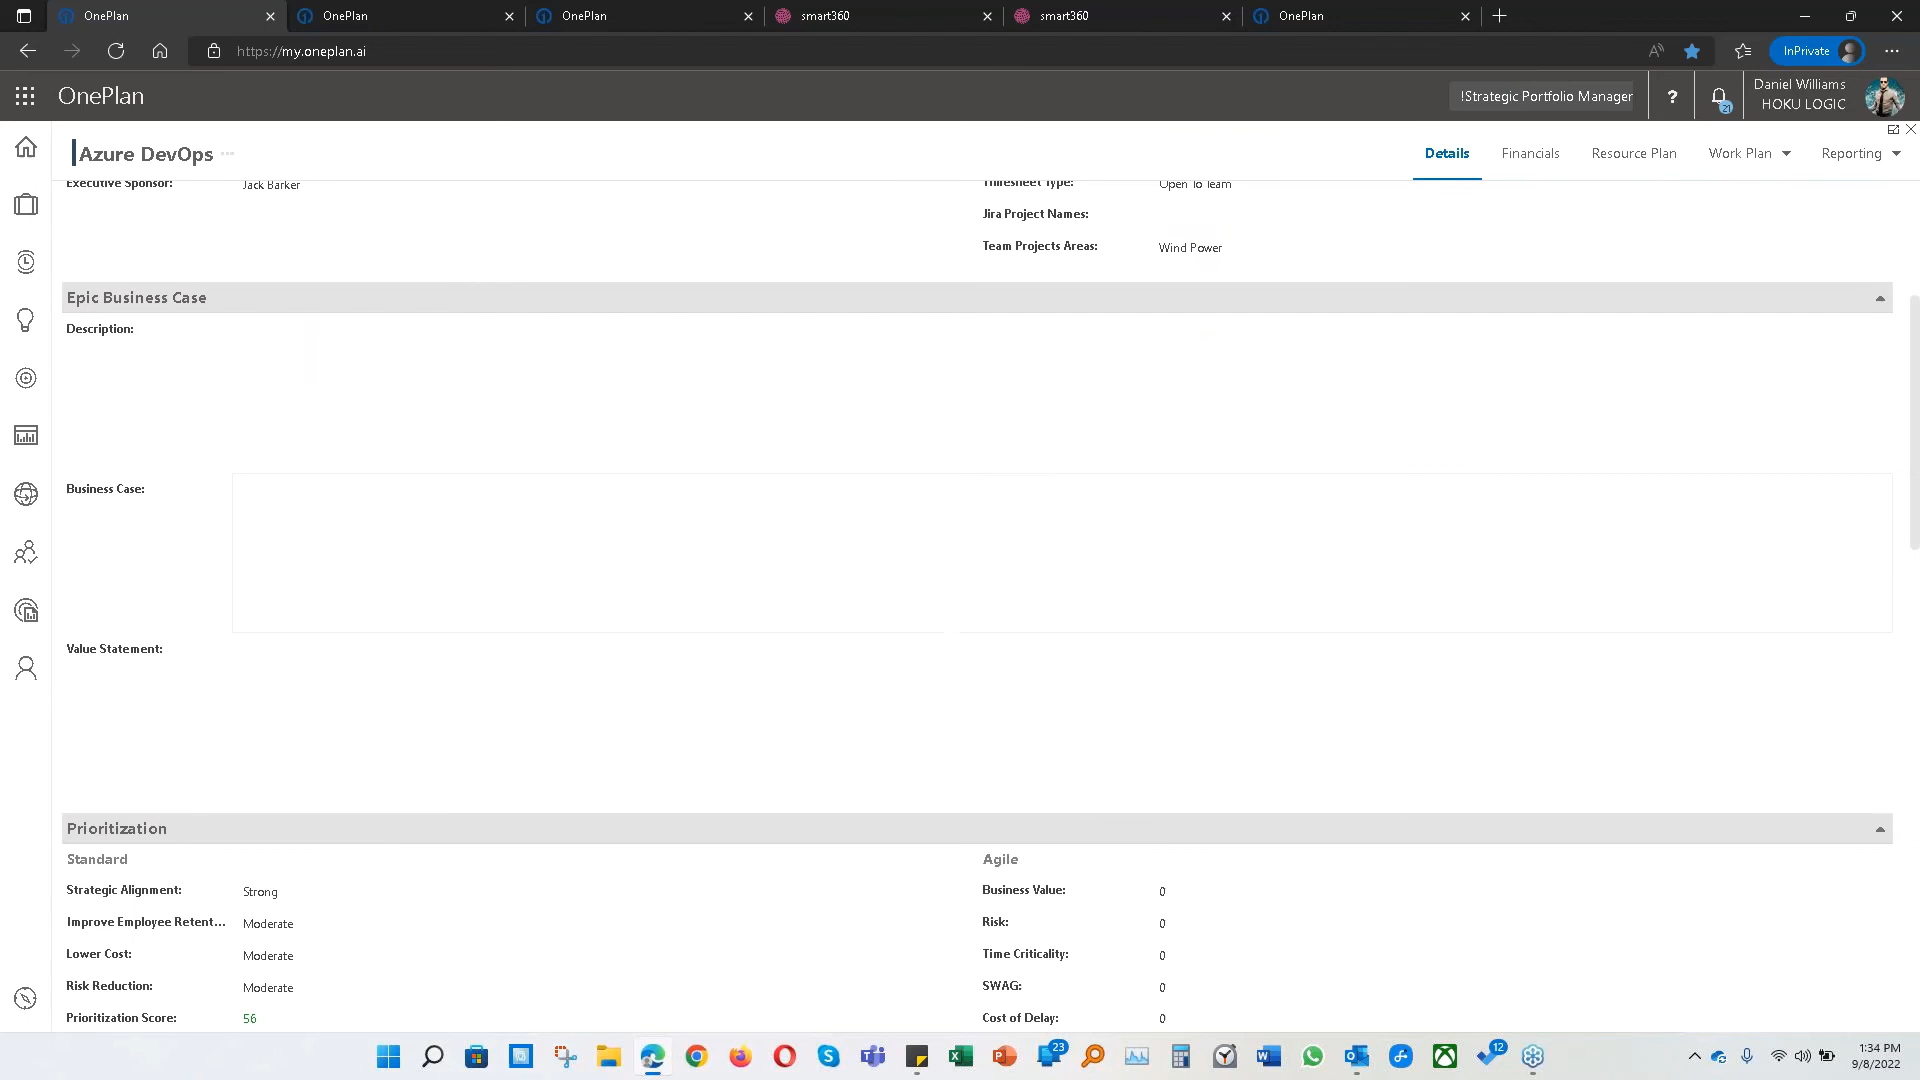 OnePlan
OnePlan
OnePlan
smart360
smart360
OnePlan
https://my.oneplan.ai
InPrivate
OnePlan
!Strategic Portfolio Manager
?
21
Daniel Williams
HOKU LOGIC
Azure DevOps
Details
Financials
Resource Plan
Work Plan
Reporting
Executive Sponsor:
Jack Barker
Timesheet Type:
Open To Team
Jira Project Names:
Team Projects Areas:
Wind Power
Epic Business Case
Description:
Business Case:
Value Statement:
Prioritization
Standard
Agile
Strategic Alignment:
Strong
Business Value:
0
Improve Employee Retent...
Moderate
Risk:
0
Lower Cost:
Moderate
Time Criticality:
0
Risk Reduction:
Moderate
SWAG:
0
Prioritization Score:
56
Cost of Delay:
0
23
12
1:34 PM
9/8/2022